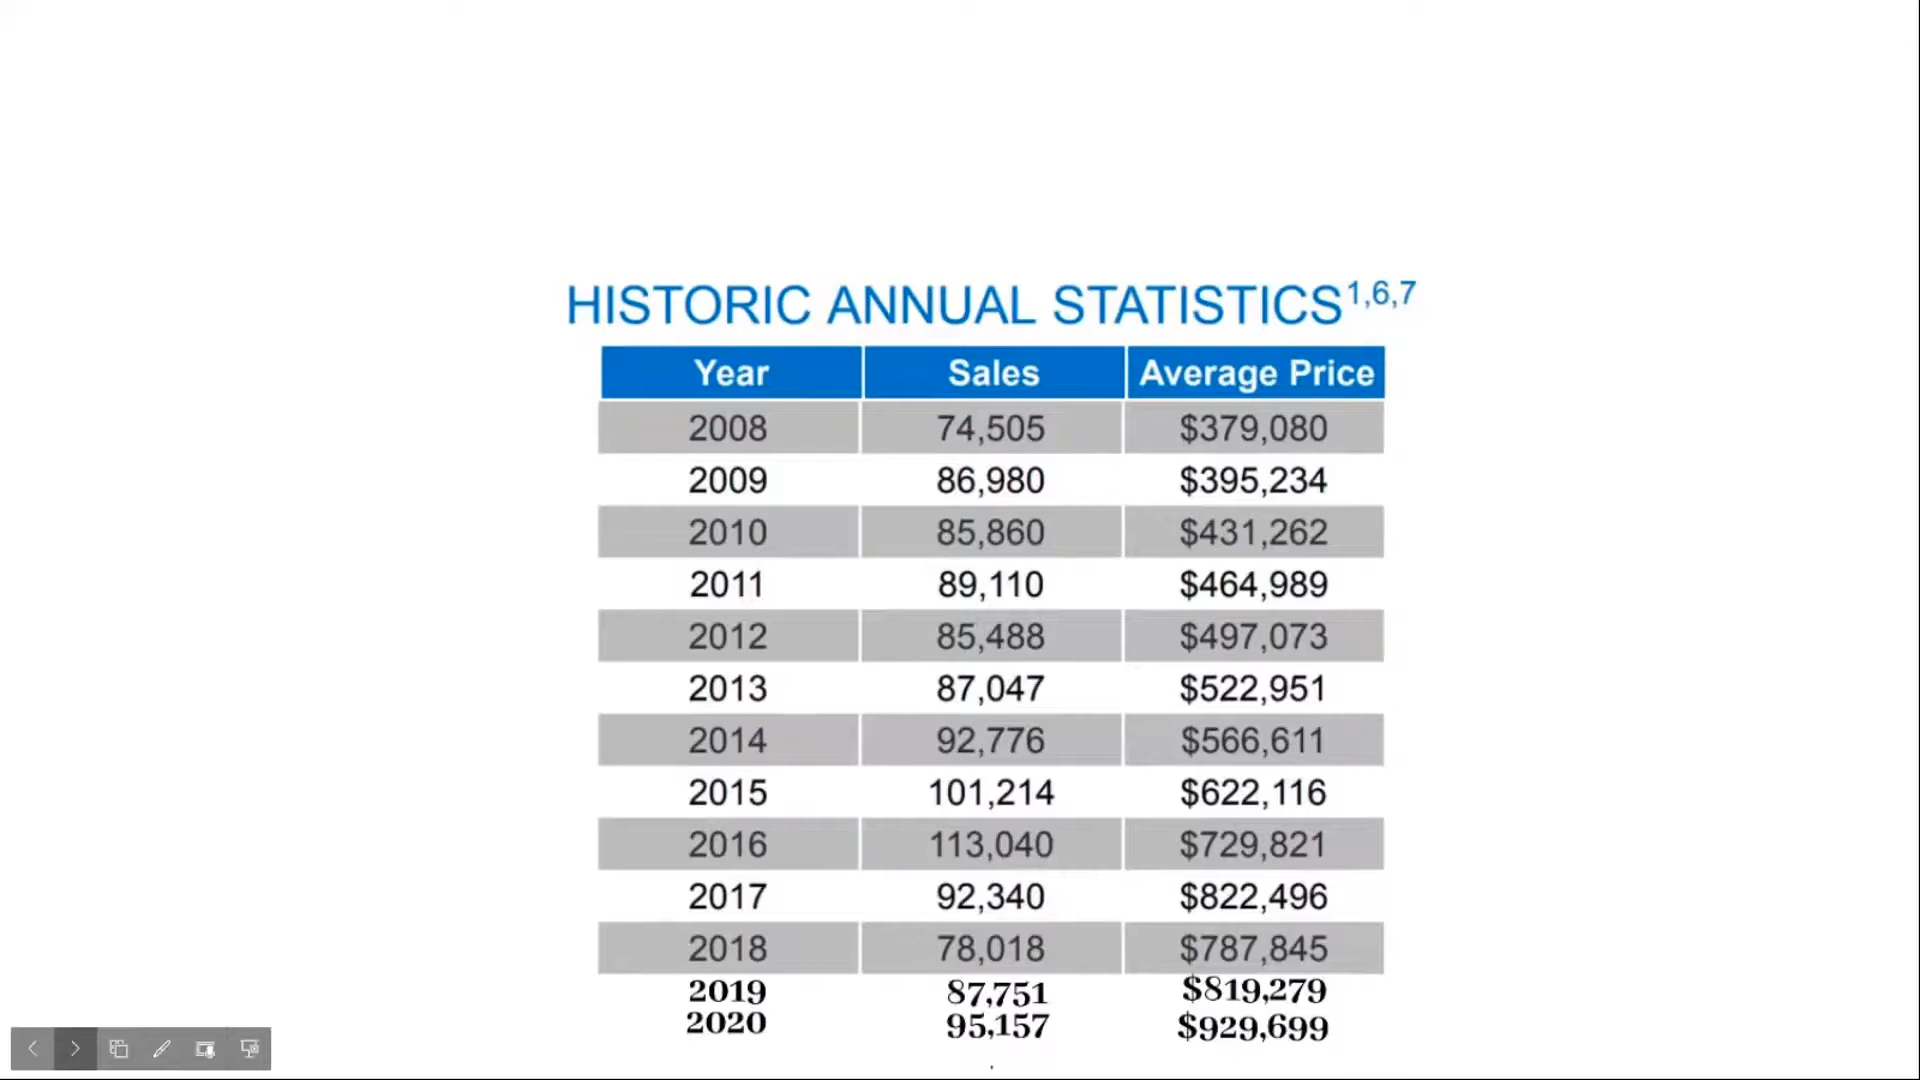 HISTORIC ANNUAL STATISTICS1,6,7
Year Sales Average Price
2008 74,505 $379,080
2009 86,980 $395,234
2010 85,860 $431,262
2011 89,110 $464,989
2012 85,488 $497,073
2013 87,047 $522,951
2014 92,776 $566,611
2015 101,214 $622,116
2016 113,040 $729,821
2017 92,340 $822,496
2018 78,018 $787,845
2019 87,751 $819,279
2020 95,157 $929,699